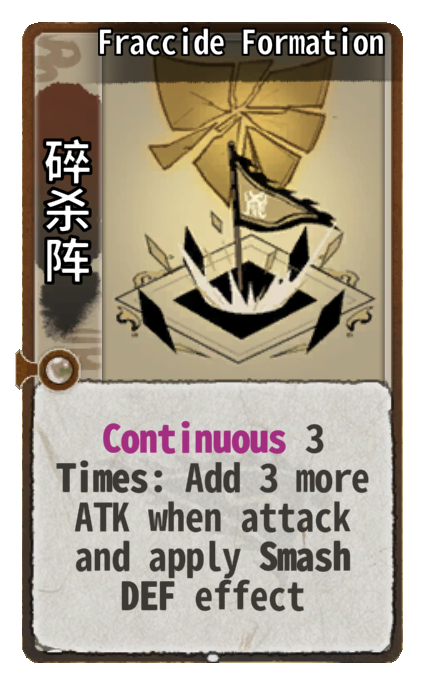 Fraccide Formation
碎杀阵
Continuous 3
Times: Add 3 more
ATK when attack
and apply Smash
DEF effect